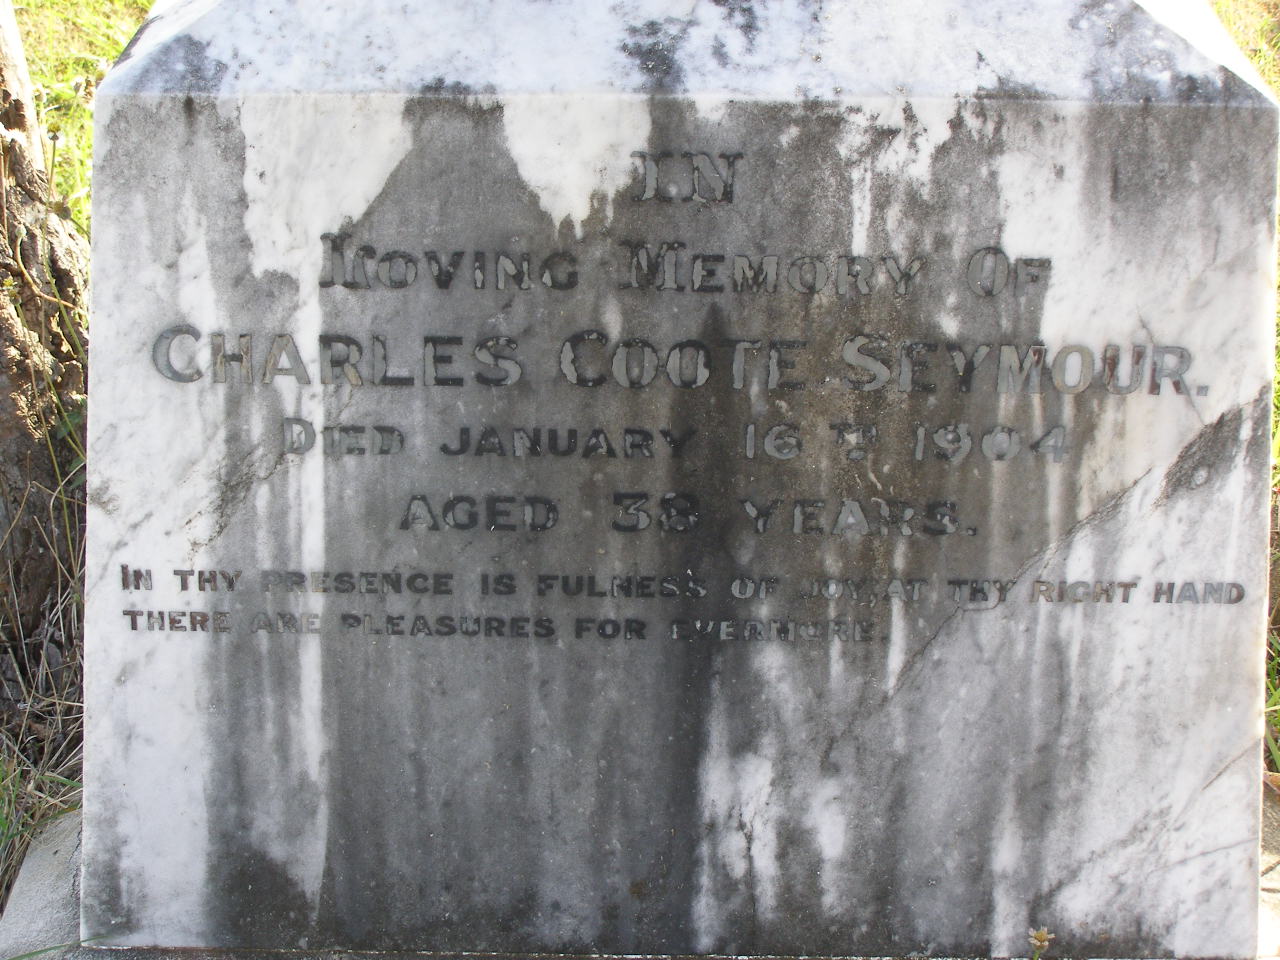 IN
LOVING MEMORY OF
CHARLES COOTE SEYMOUR.
DIED JANUARY 16TH 1904
AGED 38 YEARS.
IN THY PRESENCE IS FULNESS OF JOY, AT THY RIGHT HAND
THERE ARE PLEASURES FOR EVERMORE